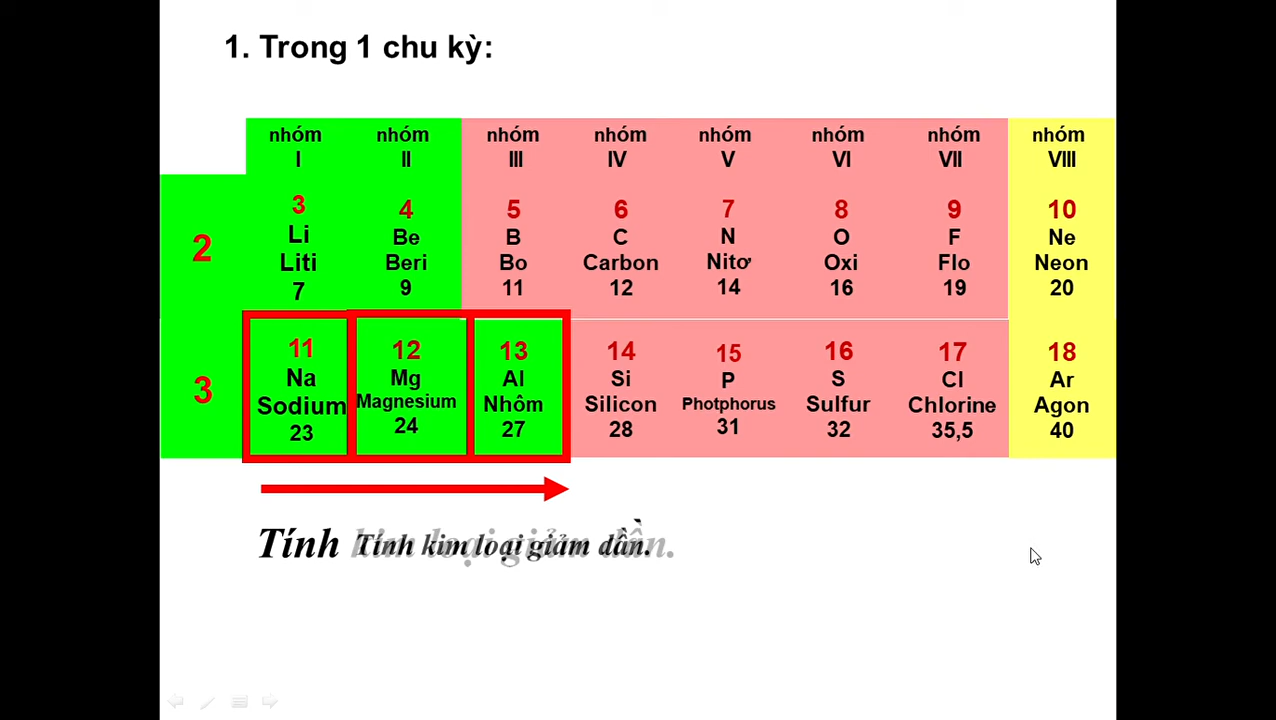 1. Trong 1 chu kỳ:
nhóm nhóm nhóm nhóm nhóm nhóm nhóm nhóm
I II III IV V VI VII VIII
2
3 4 5 6 7 8 9 10
Li Be B C N O F Ne
Liti Beri Bo Carbon Nitơ Oxi Flo Neon
7 9 11 12 14 16 19 20
3
11 12 13 14 15 16 17 18
Na Mg Al Si P S Cl Ar
Sodium Magnesium Nhôm Silicon Photphorus Sulfur Chlorine Agon
23 24 27 28 31 32 35,5 40
Tính kim loại giảm dần.
Tính kim loại giảm dần.